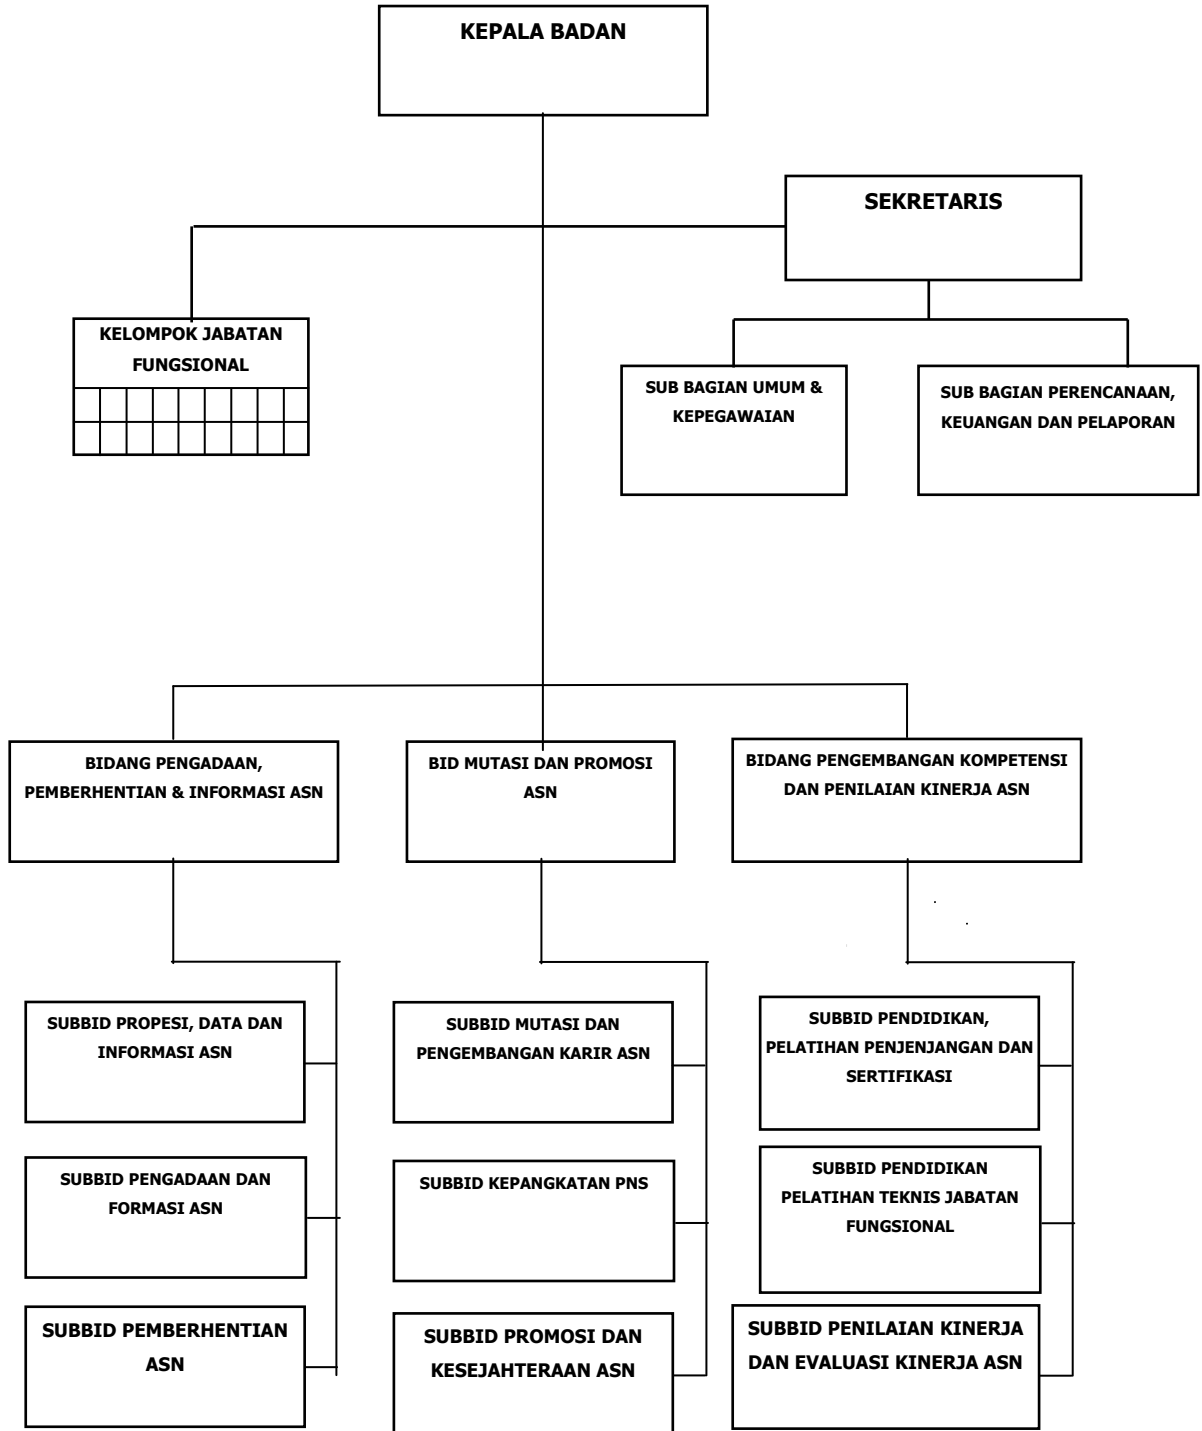 KEPALA BADAN
SEKRETARIS
KELOMPOK JABATAN
FUNGSIONAL
SUB BAGIAN UMUM &
KEPEGAWAIAN
SUB BAGIAN PERENCANAAN,
KEUANGAN DAN PELAPORAN
BIDANG PENGADAAN,
PEMBERHENTIAN & INFORMASI ASN
BID MUTASI DAN PROMOSI
ASN
BIDANG PENGEMBANGAN KOMPETENSI
DAN PENILAIAN KINERJA ASN
SUBBID PROPESI, DATA DAN
INFORMASI ASN
SUBBID MUTASI DAN
PENGEMBANGAN KARIR ASN
SUBBID PENDIDIKAN,
PELATIHAN PENJENJANGAN DAN
SERTIFIKASI
SUBBID PENGADAAN DAN
FORMASI ASN
SUBBID KEPANGKATAN PNS
SUBBID PENDIDIKAN
PELATIHAN TEKNIS JABATAN
FUNGSIONAL
SUBBID PEMBERHENTIAN
ASN
SUBBID PROMOSI DAN
KESEJAHTERAAN ASN
SUBBID PENILAIAN KINERJA
DAN EVALUASI KINERJA ASN